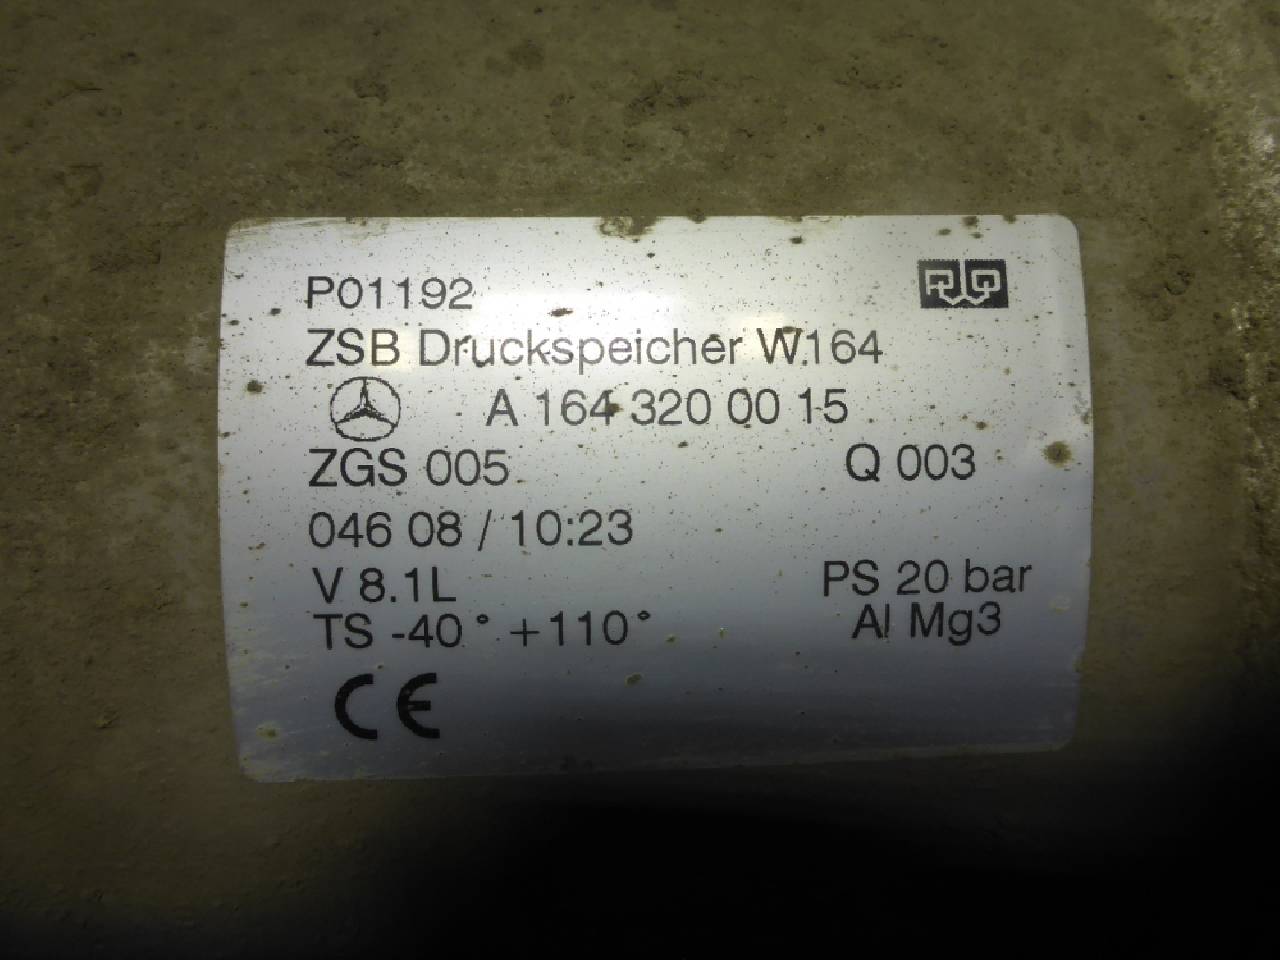 P01192
ZSB Druckspeicher W.164
A 164 320 00 15
ZGS 005 Q 003
046 08 / 10:23
V 8.1L PS 20 bar
TS -40° +110° Al Mg3
CE